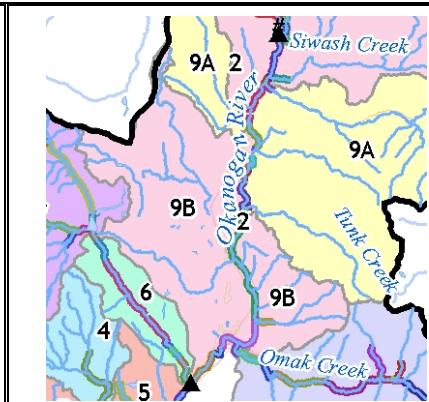 Siwash Creek
9A 2
Okanogan River
9A
9B
2
Tunk Creek
6
9B
4
Omak Creek
5